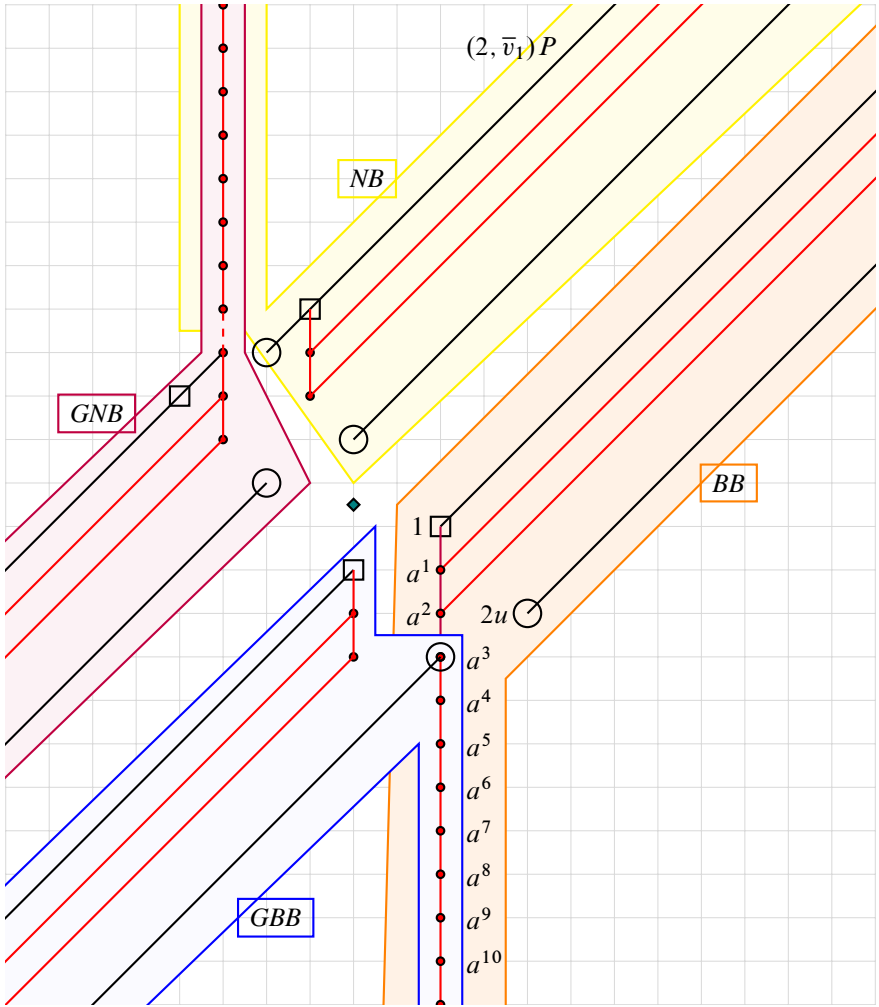 (2, v̅₁) P
NB
GNB
BB
1
a¹
a²
2u
a³
a⁴
a⁵
a⁶
a⁷
a⁸
GBB
a⁹
a¹⁰